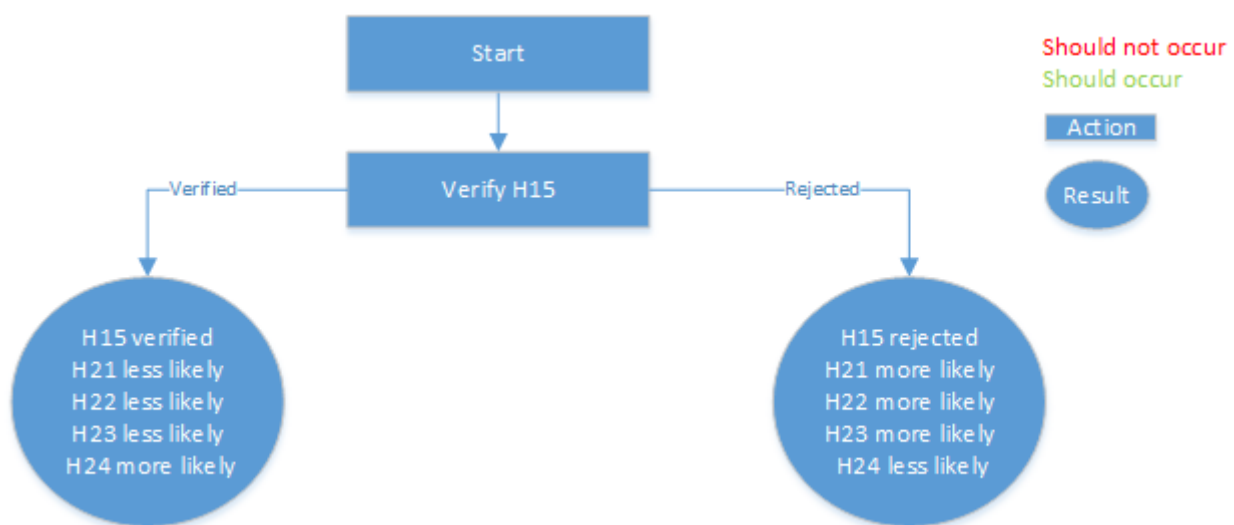 Start
Should not occur
Should occur
Action
Verified
Verify H15
Rejected
Result
H15 verified
H21 less likely
H22 less likely
H23 less likely
H24 more likely
H15 rejected
H21 more likely
H22 more likely
H23 more likely
H24 less likely